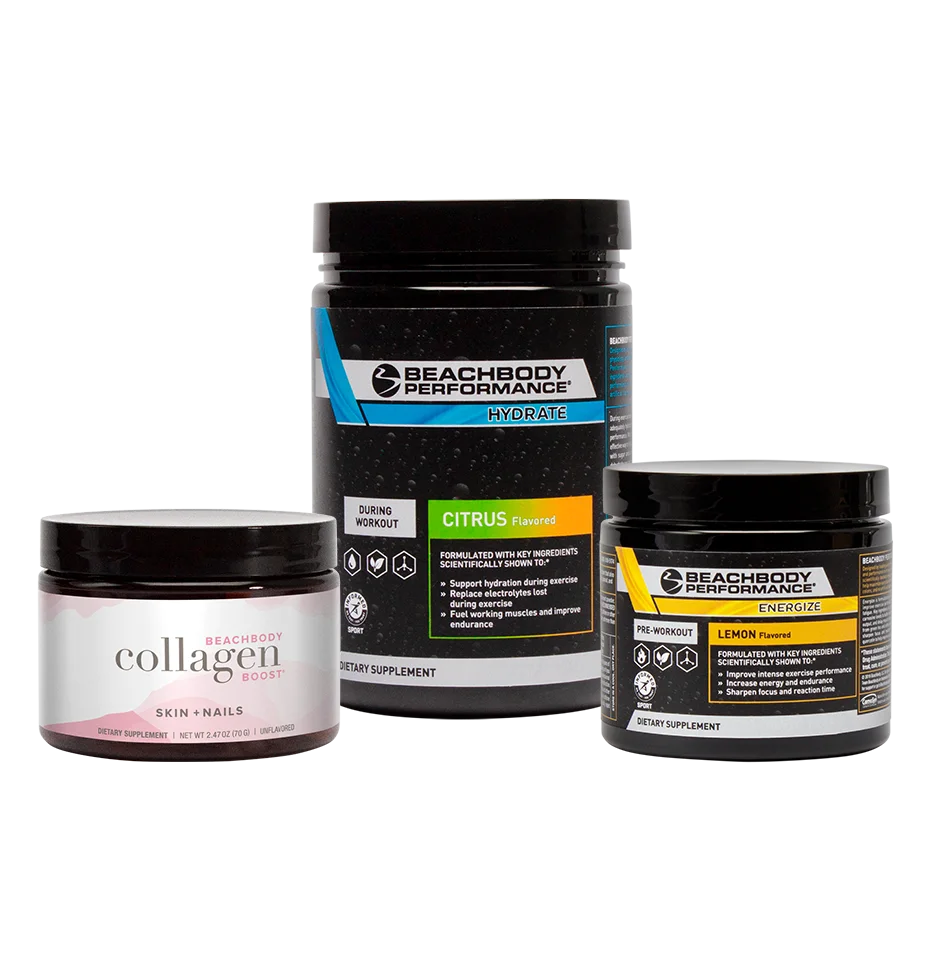 BEACHBODY
collagen
BOOST®
SKIN + NAILS
DIETARY SUPPLEMENT | NET WT 2.47OZ (70 G) | UNFLAVORED
BEACHBODY
PERFORMANCE®
HYDRATE
DURING
WORKOUT
CITRUS Flavored
FORMULATED WITH KEY INGREDIENTS
SCIENTIFICALLY SHOWN TO:*
» Support hydration during exercise
» Replace electrolytes lost
during exercise
» Fuel working muscles and improve
endurance
SPORT
DIETARY SUPPLEMENT
BEACHBODY
PERFORMANCE®
ENERGIZE
PRE-WORKOUT
LEMON Flavored
FORMULATED WITH KEY INGREDIENTS
SCIENTIFICALLY SHOWN TO:*
» Improve intense exercise performance
» Increase energy and endurance
» Sharpen focus and reaction time
SPORT
DIETARY SUPPLEMENT